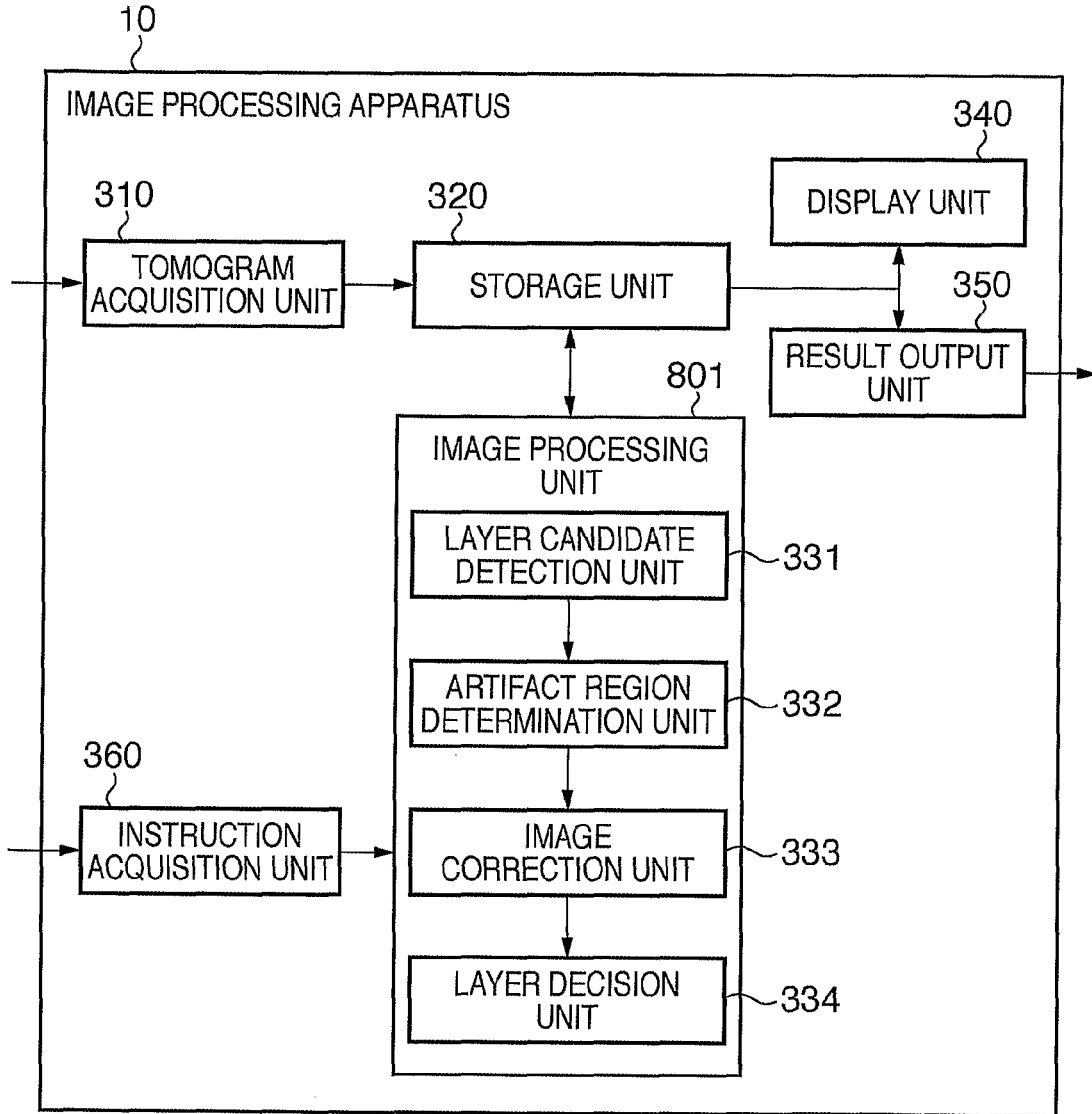 10
IMAGE PROCESSING APPARATUS
340
DISPLAY UNIT
310
TOMOGRAM
ACQUISITION UNIT
320
STORAGE UNIT
350
RESULT OUTPUT
UNIT
801
IMAGE PROCESSING
UNIT
LAYER CANDIDATE
DETECTION UNIT
331
ARTIFACT REGION
DETERMINATION UNIT
332
360
INSTRUCTION
ACQUISITION UNIT
IMAGE
CORRECTION UNIT
333
LAYER DECISION
UNIT
334